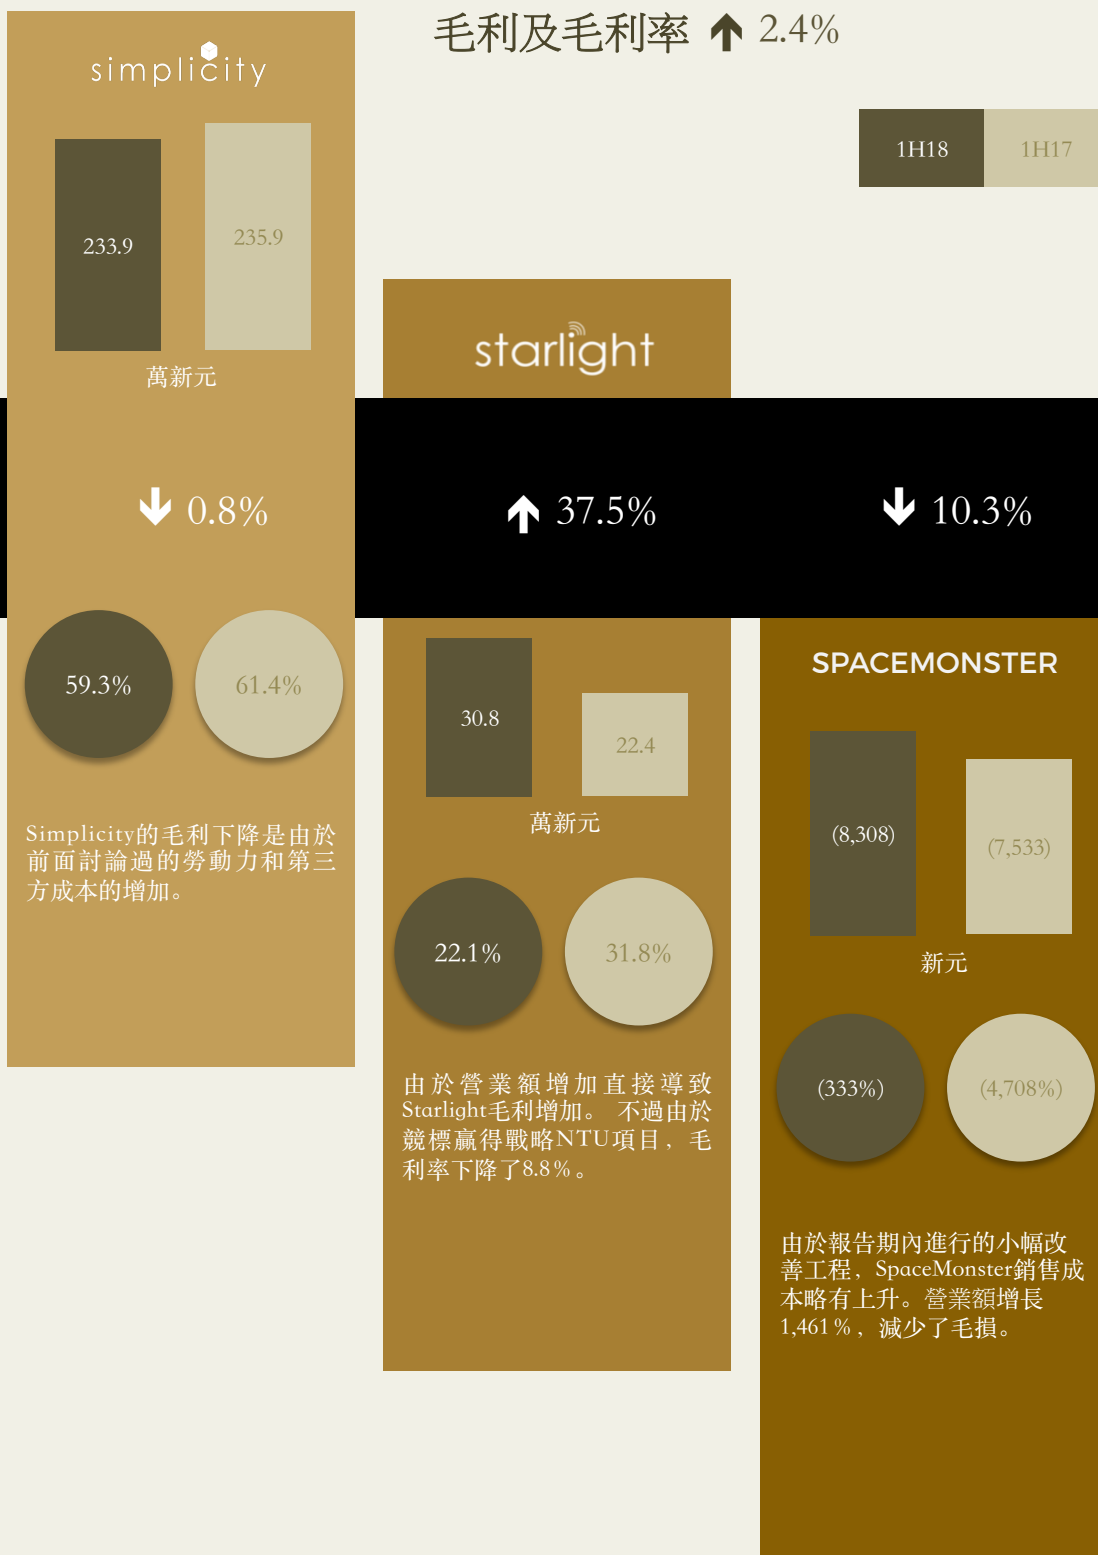 毛利及毛利率 ↑ 2.4%
1H18 1H17
simplicity
233.9 235.9
萬新元
↓ 0.8%
59.3% 61.4%
Simplicity的毛利下降是由於
前面討論過的勞動力和第三
方成本的增加。
starlight
↑ 37.5%
30.8 22.4
萬新元
22.1% 31.8%
由於營業額增加直接導致
Starlight毛利增加。 不過由於
競標贏得戰略NTU項目，毛
利率下降了8.8%。
↓ 10.3%
SPACEMONSTER
(8,308) (7,533)
新元
(333%) (4,708%)
由於報告期內進行的小幅改
善工程，SpaceMonster銷售成
本略有上升。營業額增長
1,461%，減少了毛損。